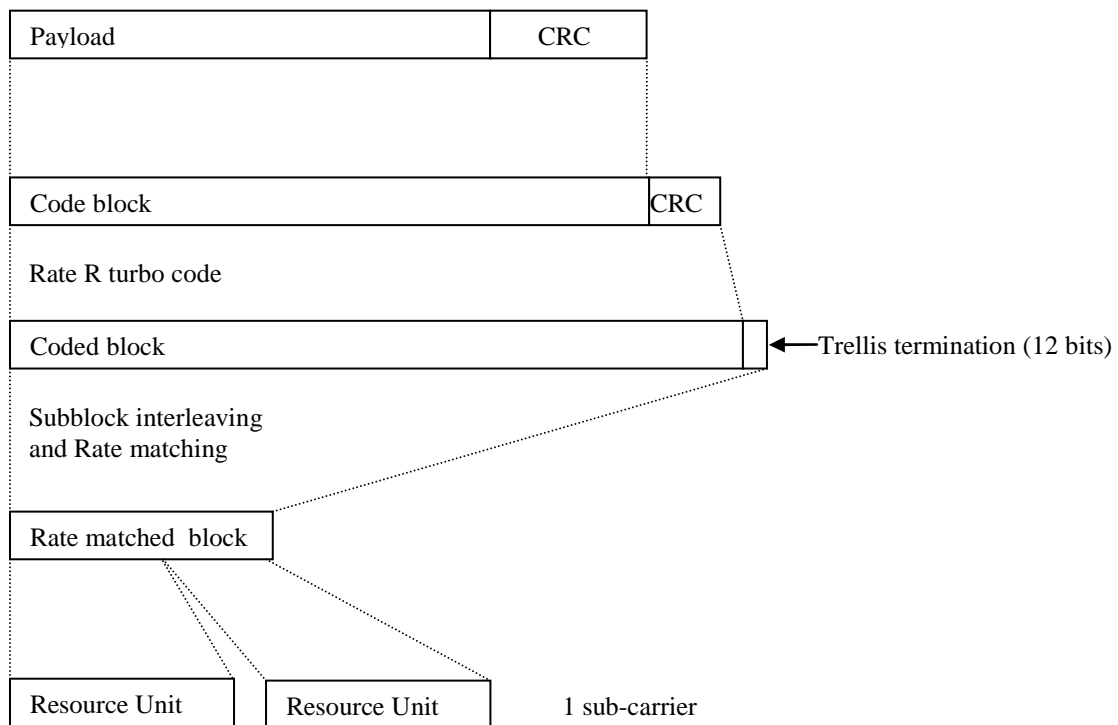 Payload
CRC
Code block
CRC
Rate R turbo code
Coded block
Trellis termination (12 bits)
Subblock interleaving
and Rate matching
Rate matched block
Resource Unit
Resource Unit
1 sub-carrier